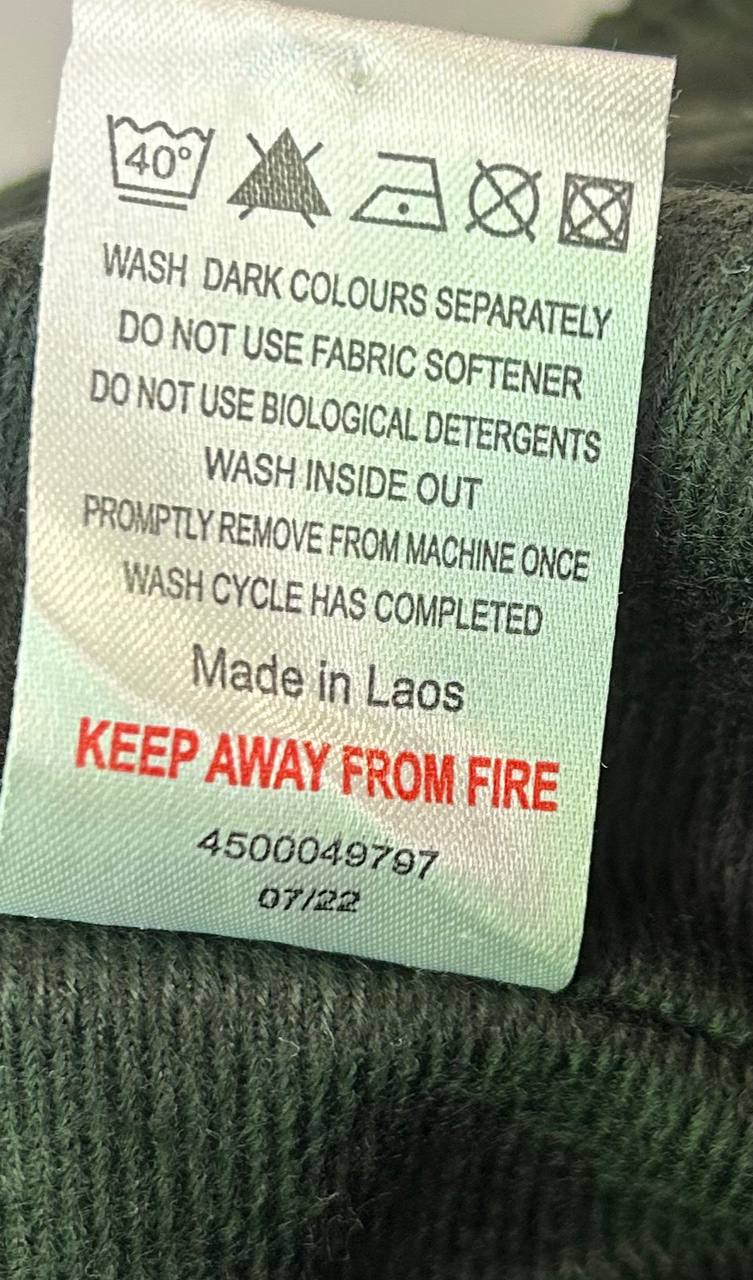 40°
WASH DARK COLOURS SEPARATELY
DO NOT USE FABRIC SOFTENER
DO NOT USE BIOLOGICAL DETERGENTS
WASH INSIDE OUT
PROMPTLY REMOVE FROM MACHINE ONCE
WASH CYCLE HAS COMPLETED
Made in Laos
KEEP AWAY FROM FIRE
4500049797
07/22